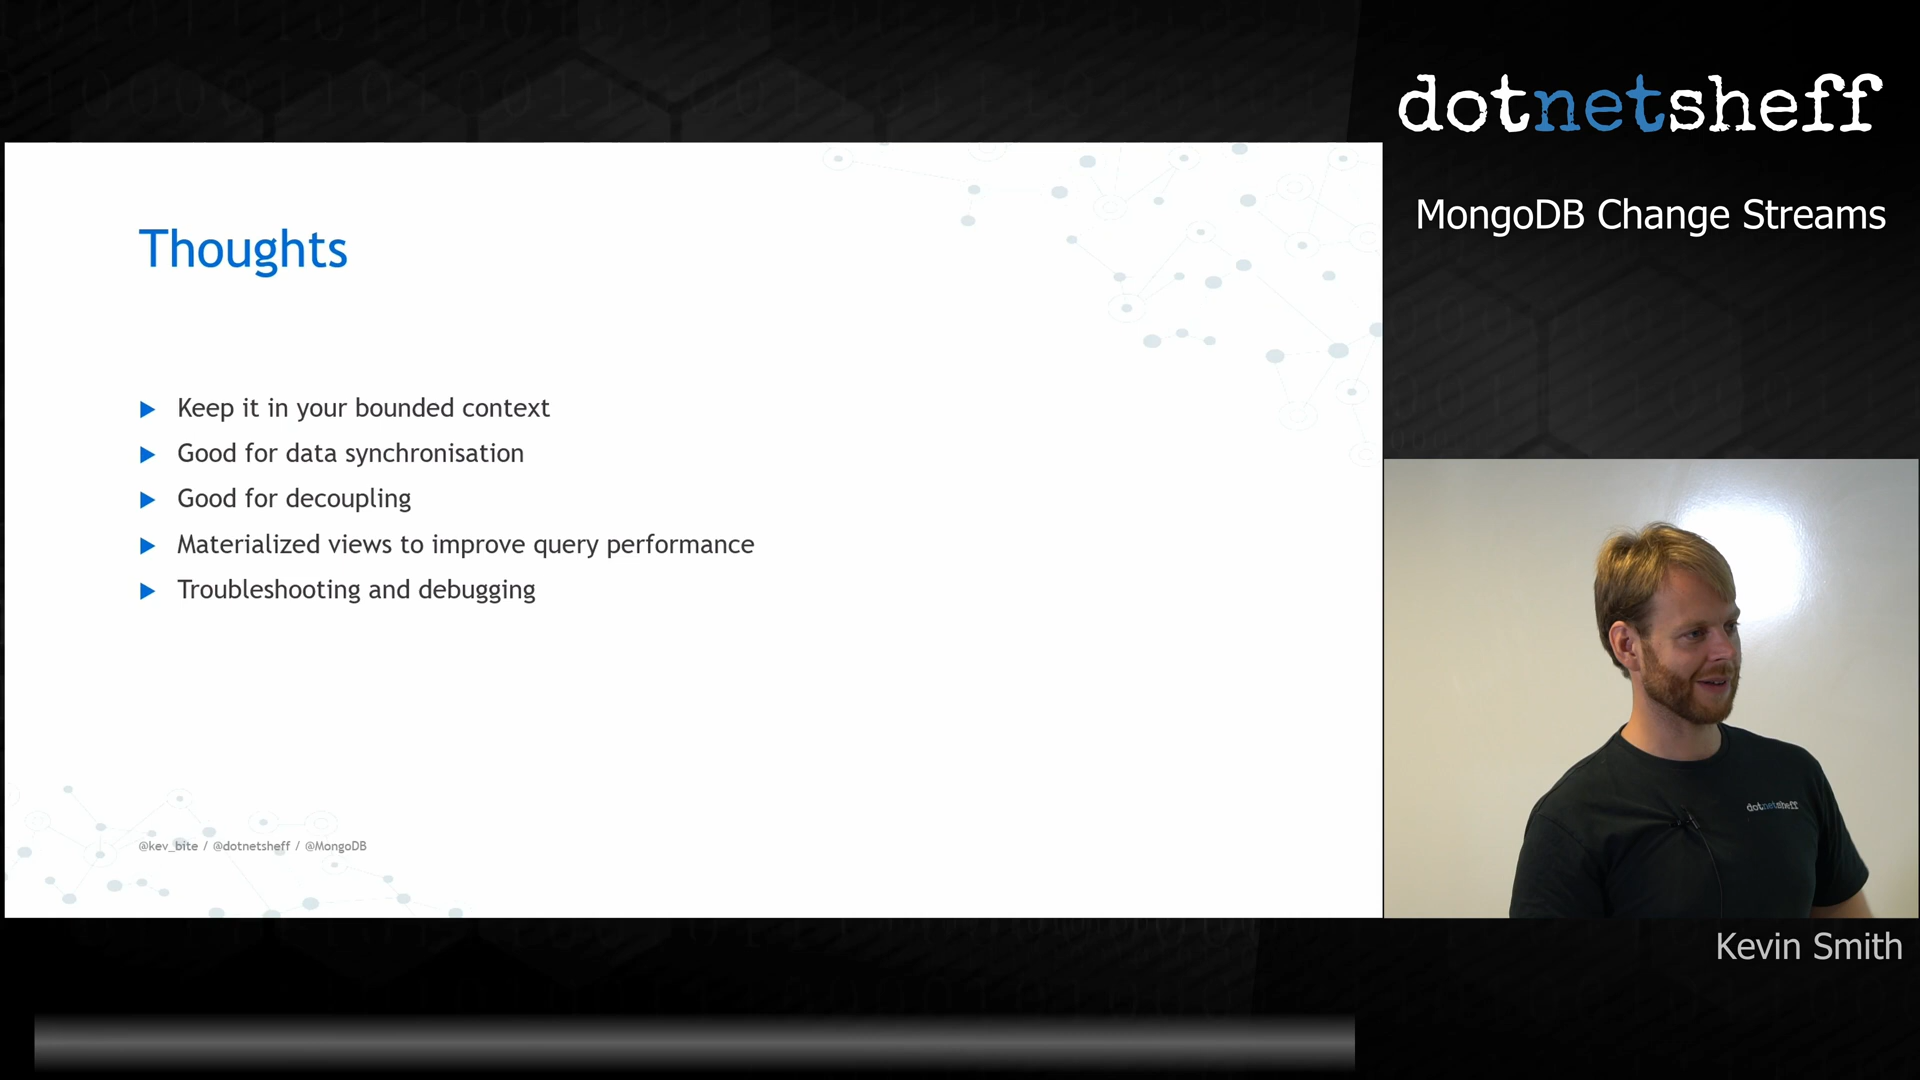 dotnetsheff
MongoDB Change Streams
Thoughts
Keep it in your bounded context
Good for data synchronisation
Good for decoupling
Materialized views to improve query performance
Troubleshooting and debugging
@kev_bite / @dotnetsheff / @MongoDB
dotnetsheff
Kevin Smith